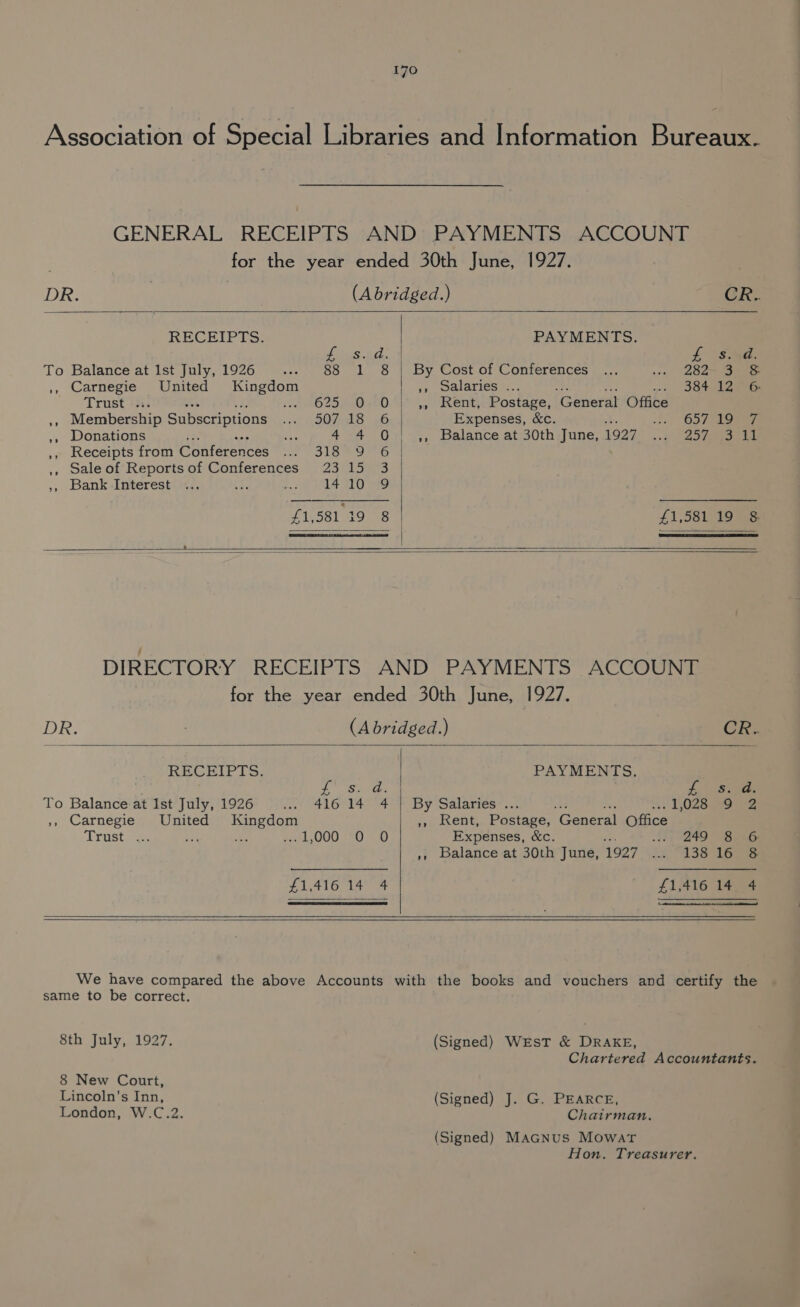 170
Association of Special Libraries and Information Bureaux.
GENERAL RECEIPTS AND PAYMENTS ACCOUNT
for the year ended 30th June, 1927.
DR. (Abridged.) CR.
RECEIPTS.
£ s. d.
To Balance at 1st July, 1926 ... 88 1 8
,, Carnegie United Kingdom
Trust ... ... ... ... 625 0 0
,, Membership Subscriptions ... 507 18 6
,, Donations ... ... ... 4 4 0
,, Receipts from Conferences ... 318 9 6
,, Sale of Reports of Conferences 23 15 3
,, Bank Interest ... ... ... 14 10 9
£1,581 19 8
PAYMENTS.
£ s. d.
By Cost of Conferences ... ... 282 3 8
,, Salaries ... ... ... ... 384 12 6
,, Rent, Postage, General Office
Expenses, &c. ... ... 657 19 7
,, Balance at 30th June, 1927 ... 257 3 11
£1,581 19 8
DIRECTORY RECEIPTS AND PAYMENTS ACCOUNT
for the year ended 30th June, 1927.
DR. (Abridged.) CR.
RECEIPTS.
£ s. d.
To Balance at 1st July, 1926 ... 416 14 4
,, Carnegie United Kingdom
Trust ... ... ... ... 1,000 0 0
£1,416 14 4
PAYMENTS.
£ s. d.
By Salaries ... ... ... ... 1,028 9 2
,, Rent, Postage, General Office
Expenses, &c. ... ... 249 8 6
,, Balance at 30th June, 1927 ... 138 16 8
£1,416 14 4
We have compared the above Accounts with the books and vouchers and certify the
same to be correct.
8th July, 1927.
8 New Court,
Lincoln's Inn,
London, W.C.2.
(Signed) WEST & DRAKE,
Chartered Accountants.
(Signed) J. G. PEARCE,
Chairman.
(Signed) MAGNUS MOWAT
Hon. Treasurer.